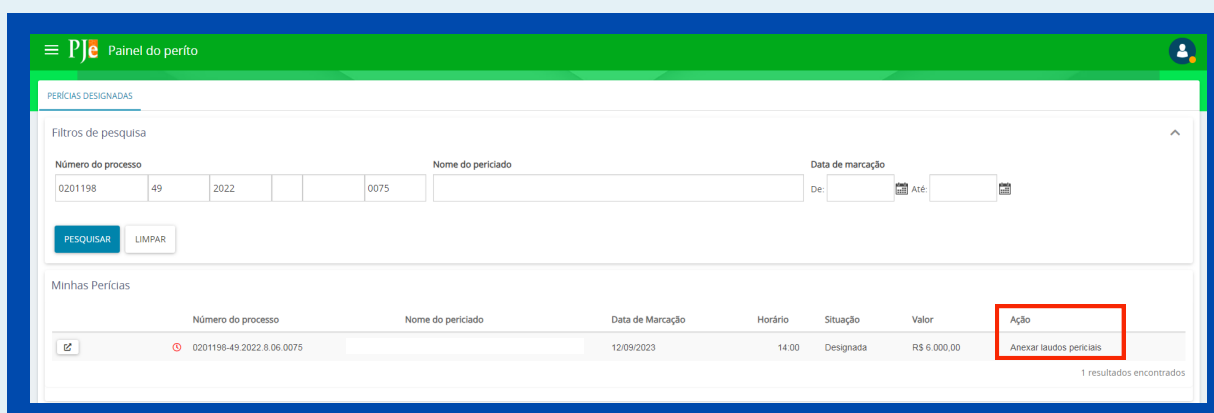 PJe Painel do períto
PERÍCIAS DESIGNADAS
Filtros de pesquisa
Número do processo Nome do periciado Data de marcação
0201198 49 2022 0075 De: Até:
PESQUISAR LIMPAR
Minhas Perícias
Número do processo Nome do periciado Data de Marcação Horário Situação Valor Ação
0201198-49.2022.8.06.0075 12/09/2023 14:00 Designada R$ 6.000,00 Anexar laudos periciais
1 resultados encontrados